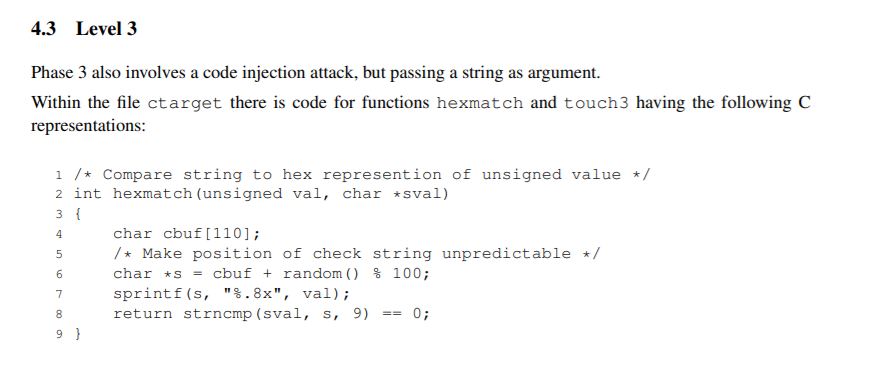 4.3 Level 3
Phase 3 also involves a code injection attack, but passing a string as argument.
Within the file ctarget there is code for functions hexmatch and touch3 having the following C
representations:
1 /* Compare string to hex represention of unsigned value */
2 int hexmatch(unsigned val, char *sval)
3 {
4     char cbuf[110];
5     /* Make position of check string unpredictable */
6     char *s = cbuf + random() % 100;
7     sprintf(s, "%.8x", val);
8     return strncmp(sval, s, 9) == 0;
9 }